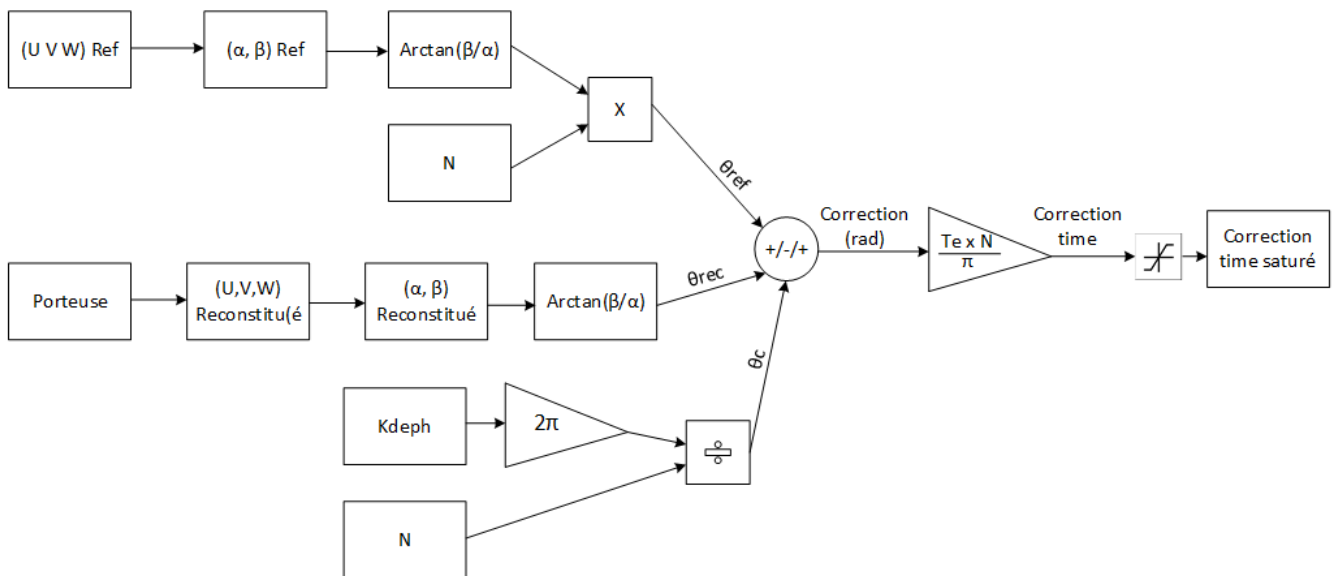 (U V W) Ref
(α, β) Ref
Arctan(β/α)
N
X
θref
Porteuse
(U,V,W)
Reconstitu(é
(α, β)
Reconstitué
Arctan(β/α)
θrec
Kdeph
2π
N
÷
θc
+/-/+
Correction
(rad)
Te x N
π
Correction
time
Correction
time saturé